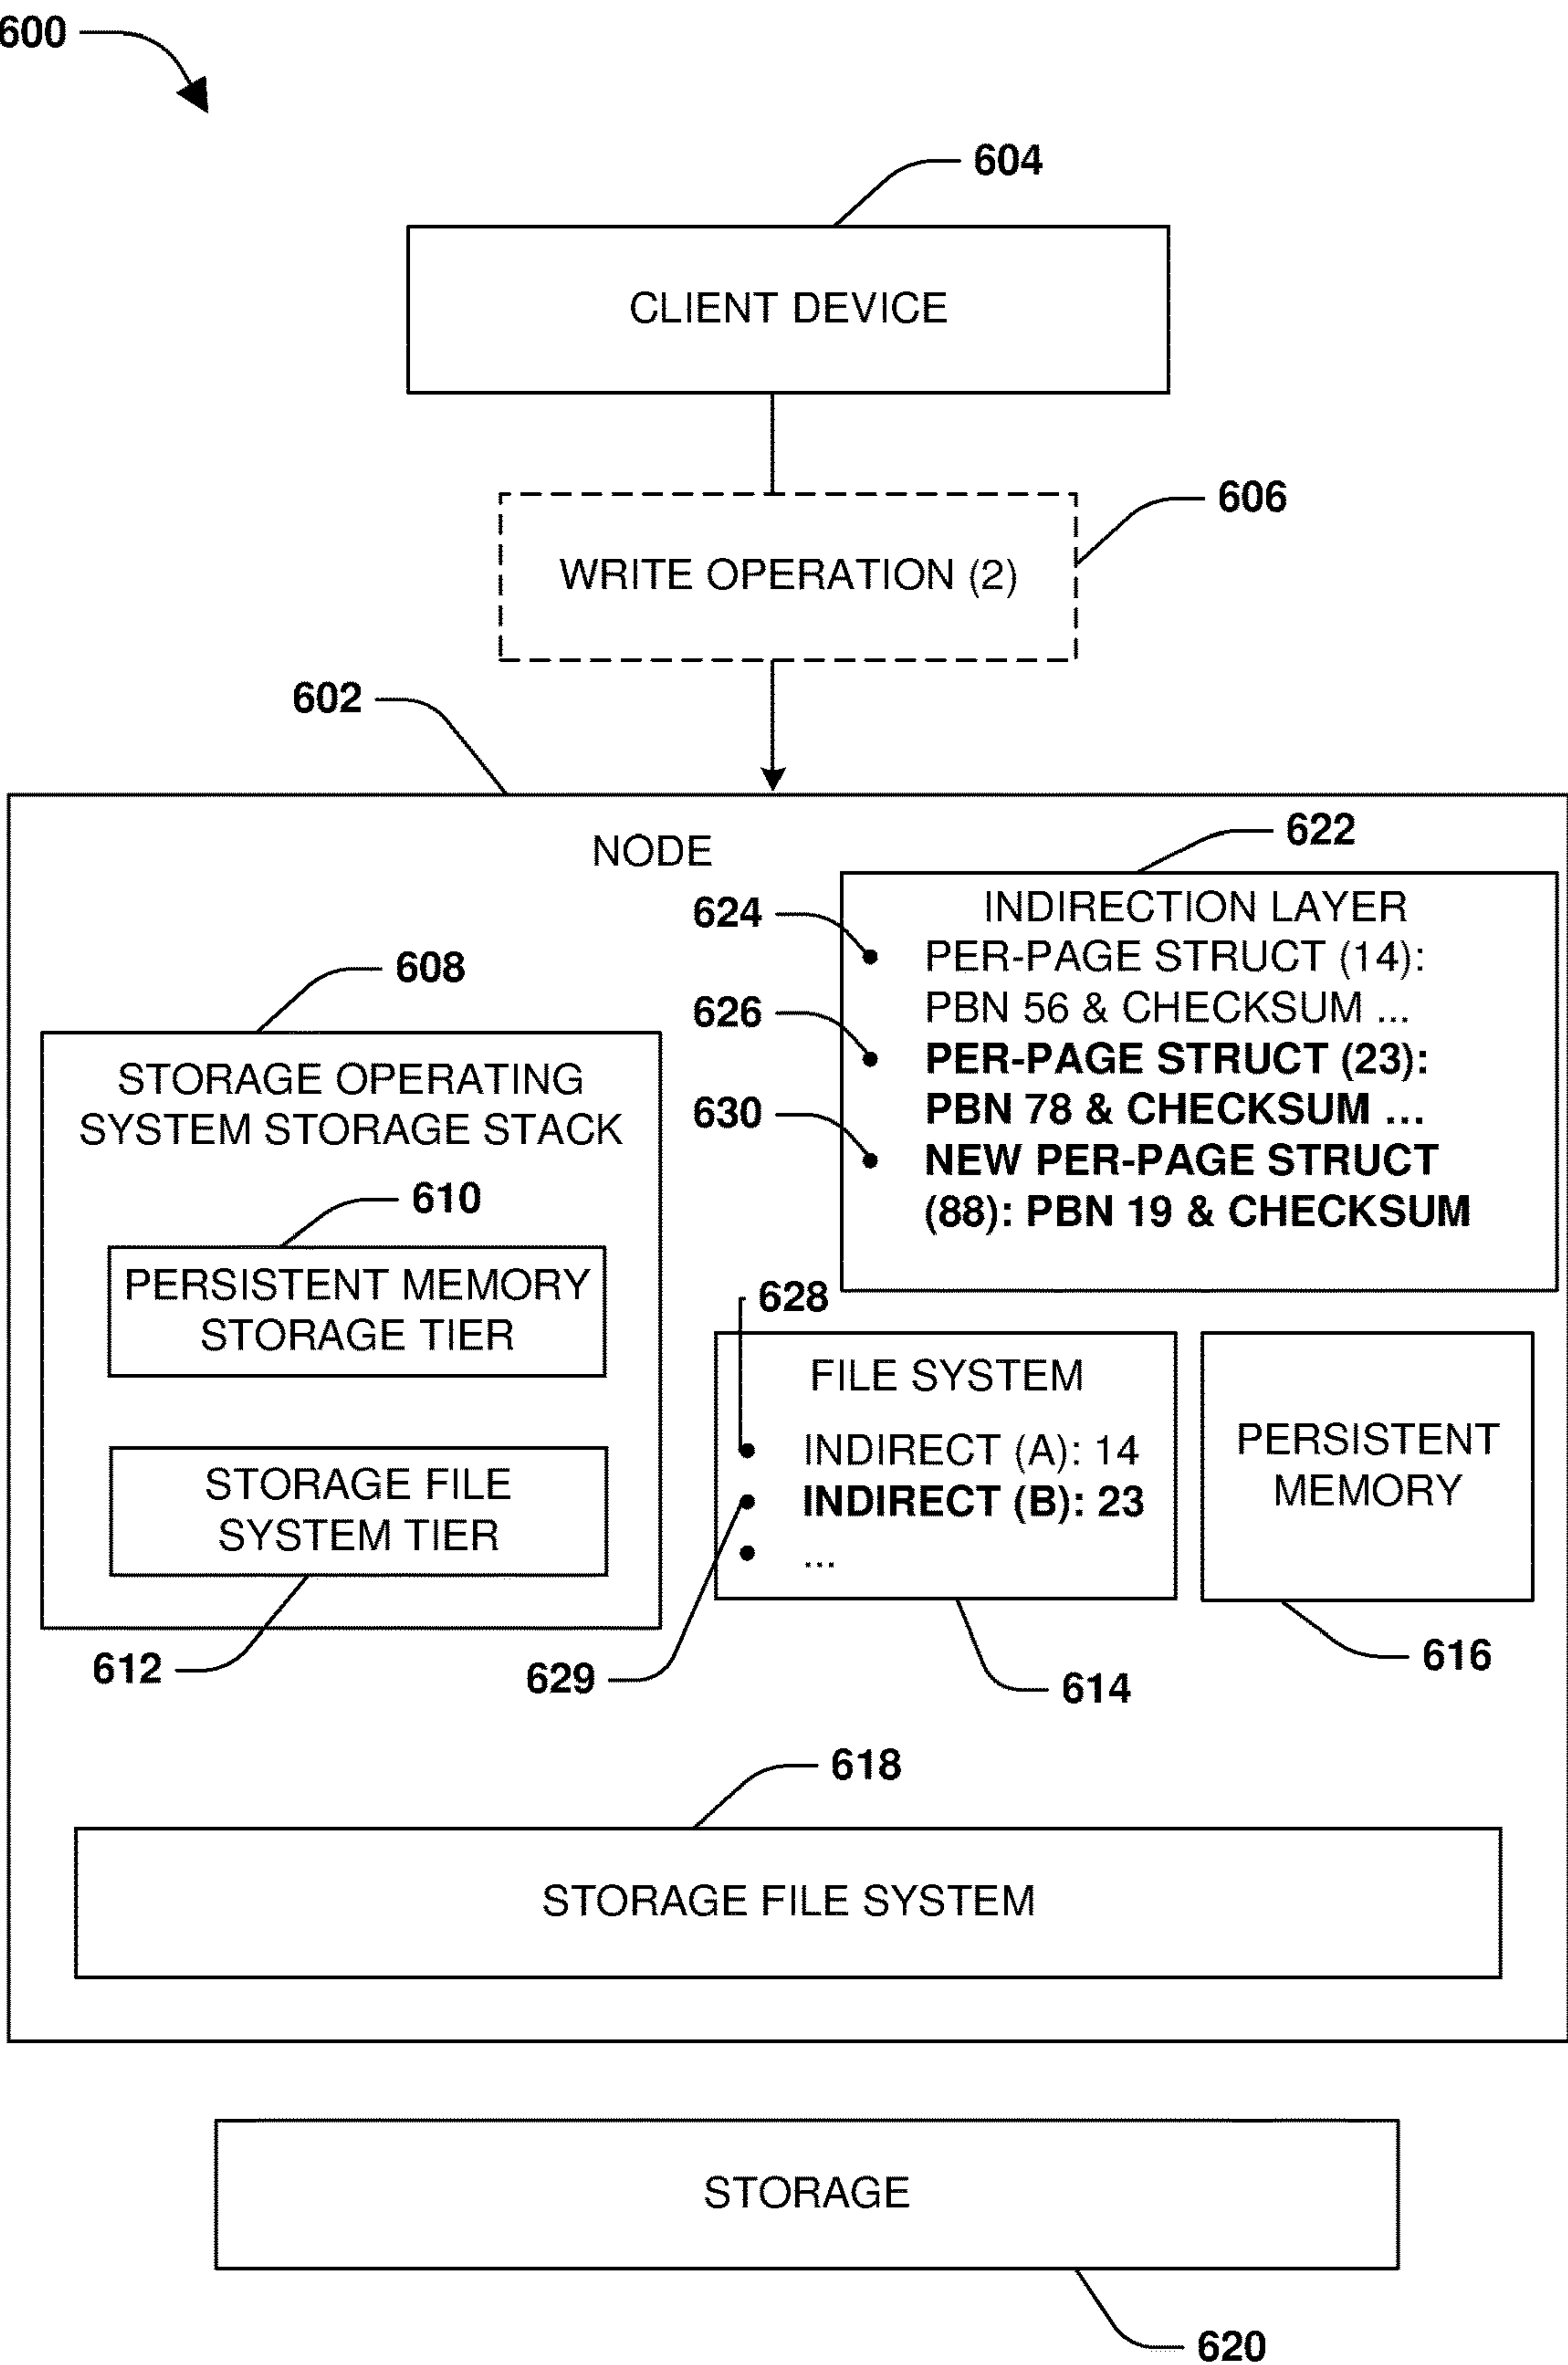 600
604
CLIENT DEVICE
606
WRITE OPERATION (2)
602
NODE
622
INDIRECTION LAYER
624
PER-PAGE STRUCT (14):
PBN 56 & CHECKSUM ...
626
PER-PAGE STRUCT (23):
PBN 78 & CHECKSUM ...
630
NEW PER-PAGE STRUCT
(88): PBN 19 & CHECKSUM
608
STORAGE OPERATING
SYSTEM STORAGE STACK
610
PERSISTENT MEMORY
STORAGE TIER
STORAGE FILE
SYSTEM TIER
612
628
FILE SYSTEM
INDIRECT (A): 14
INDIRECT (B): 23
...
629
614
PERSISTENT
MEMORY
616
618
STORAGE FILE SYSTEM
STORAGE
620